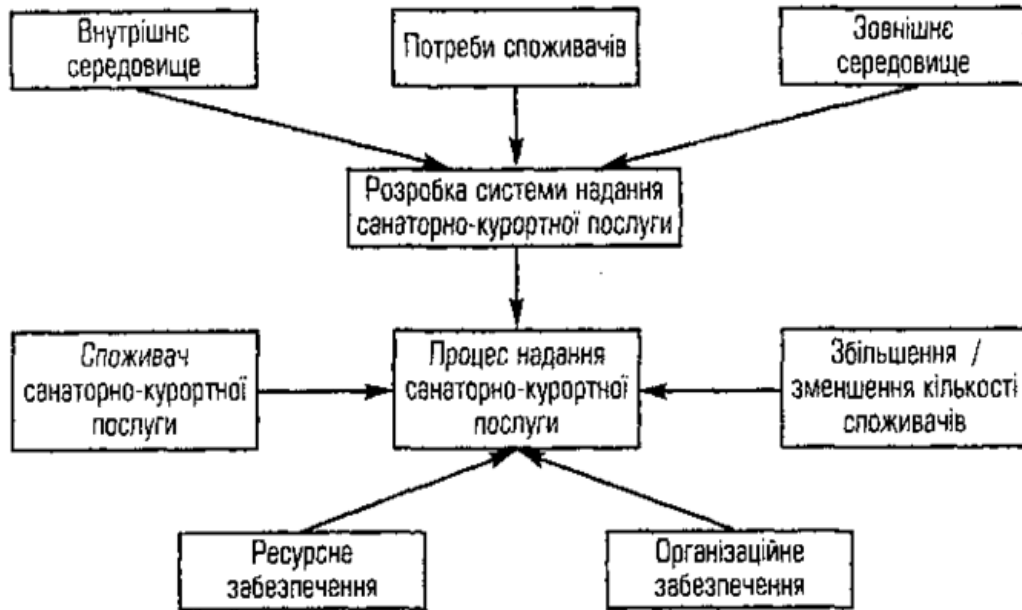 Внутрішнє
середовище
Потреби споживачів
Зовнішнє
середовище
Розробка системи надання
санаторно-курортної послуги
Споживач
санаторно-курортної
послуги
Процес надання
санаторно-курортної
послуги
Збільшення /
зменшення кількості
споживачів
Ресурсне
забезпечення
Організаційне
забезпечення